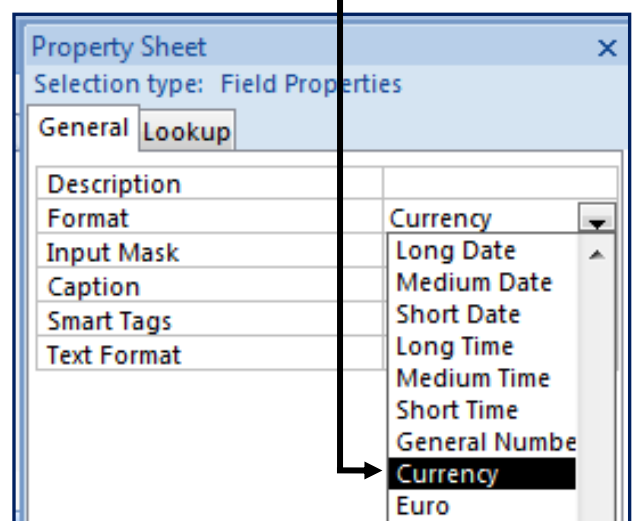 Property Sheet
Selection type: Field Properties
General Lookup
Description
Format Currency
Input Mask Long Date
Caption Medium Date
Smart Tags Short Date
Text Format Long Time
Medium Time
Short Time
General Numbe
Currency
Euro